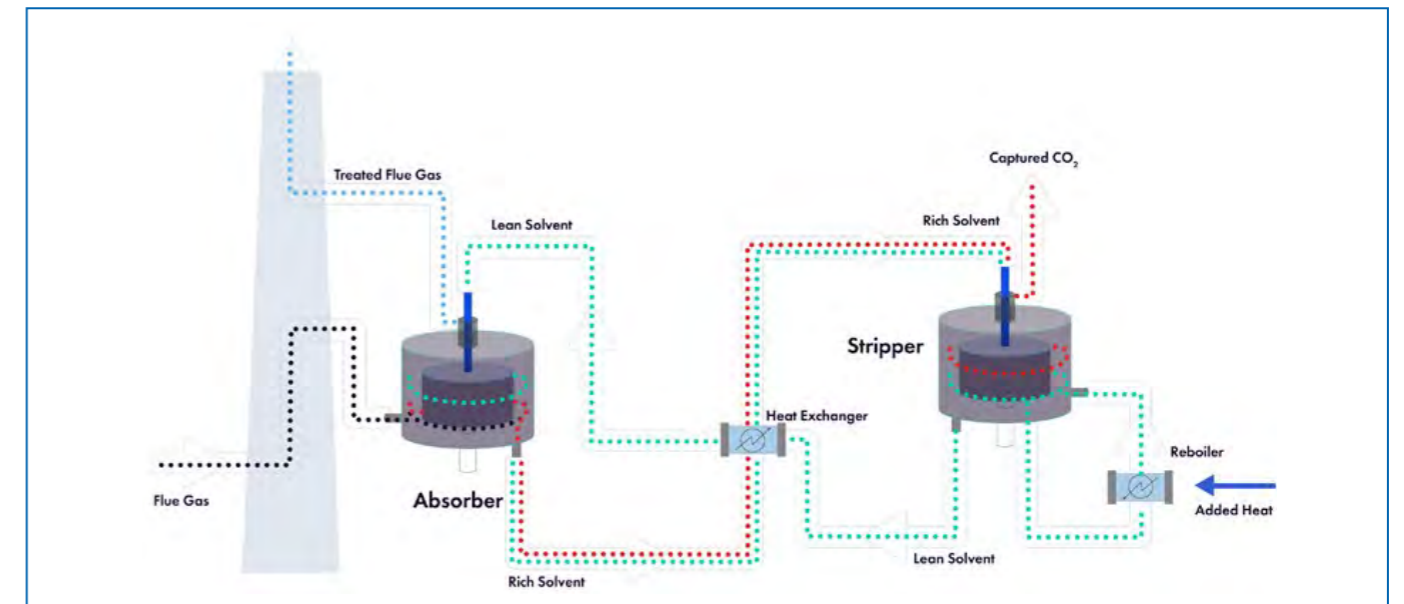 Captured CO₂
Treated Flue Gas
Lean Solvent
Rich Solvent
Stripper
Heat Exchanger
Reboiler
Flue Gas
Absorber
Added Heat
Lean Solvent
Rich Solvent